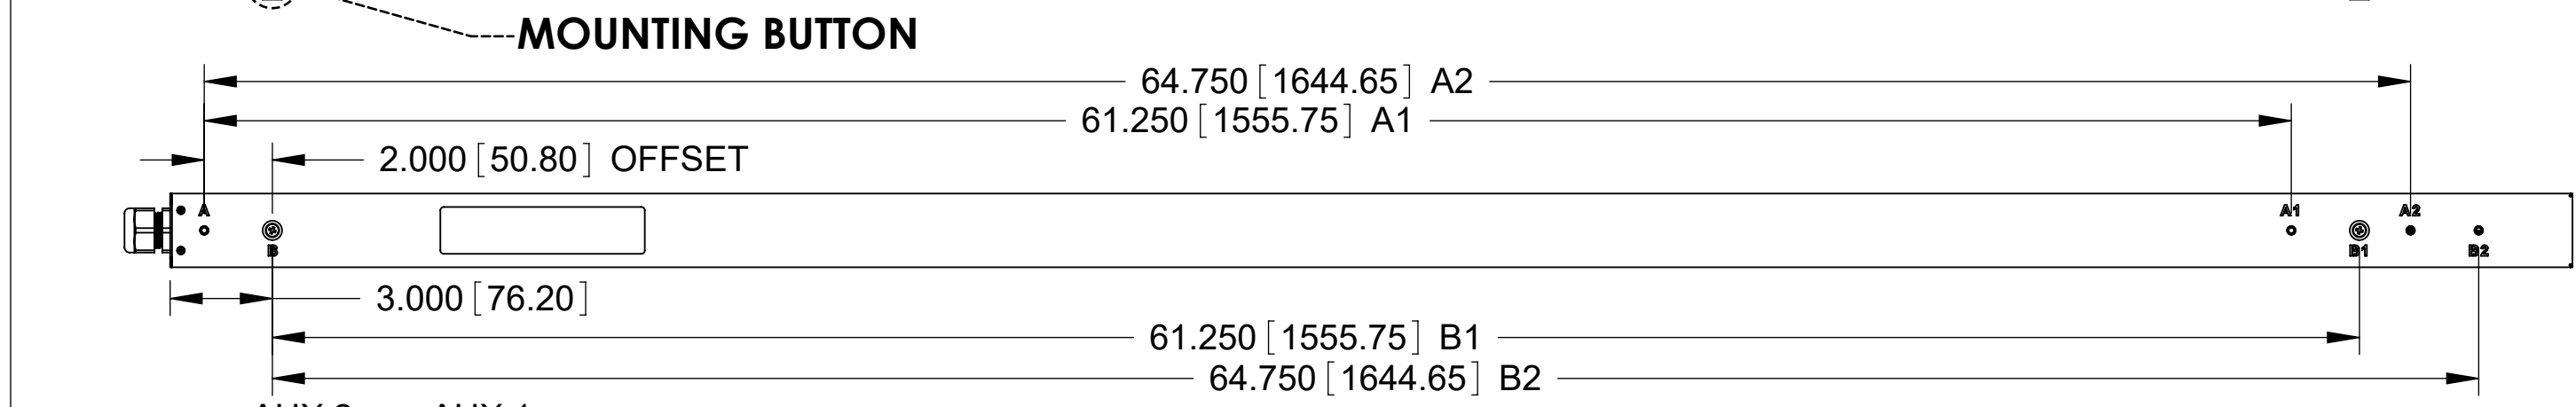 MOUNTING BUTTON
64.750 [1644.65] A2
61.250 [1555.75] A1
2.000 [50.80] OFFSET
A A1 A2
B B1 B2
3.000 [76.20]
61.250 [1555.75] B1
64.750 [1644.65] B2